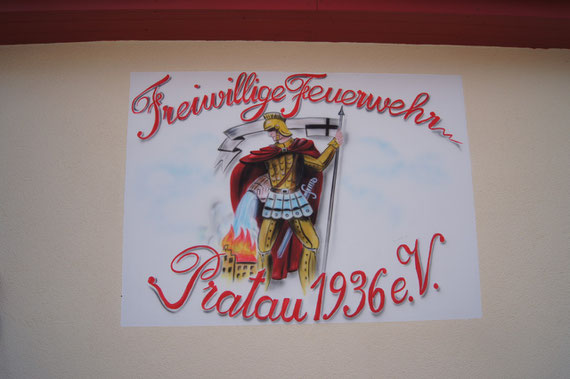 Freiwillige Feuerwehr
Pratau 1936 e.V.